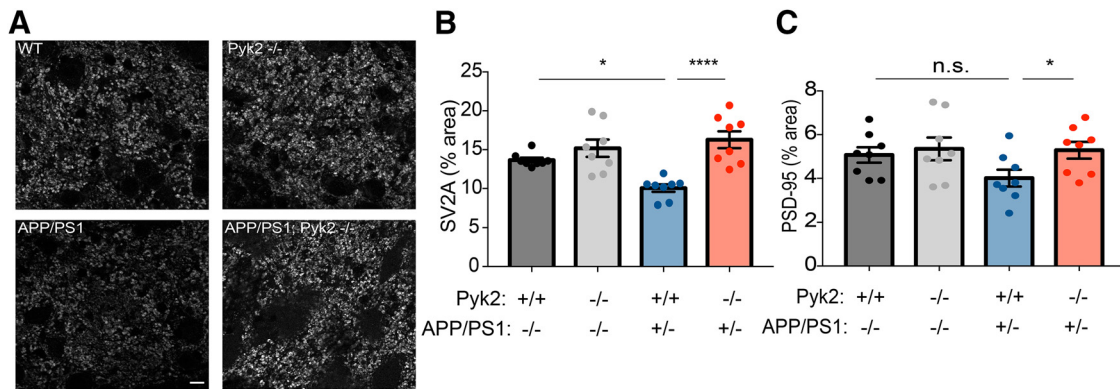 A
WT
Pyk2 -/-
APP/PS1
APP/PS1; Pyk2 -/-
B
SV2A (% area)
25
20
15
10
5
0
*
****
Pyk2: +/+ -/- +/+ -/-
APP/PS1: -/- -/- +/- +/-
C
PSD-95 (% area)
8
6
4
2
0
n.s.
*
Pyk2: +/+ -/- +/+ -/-
APP/PS1: -/- -/- +/- +/-